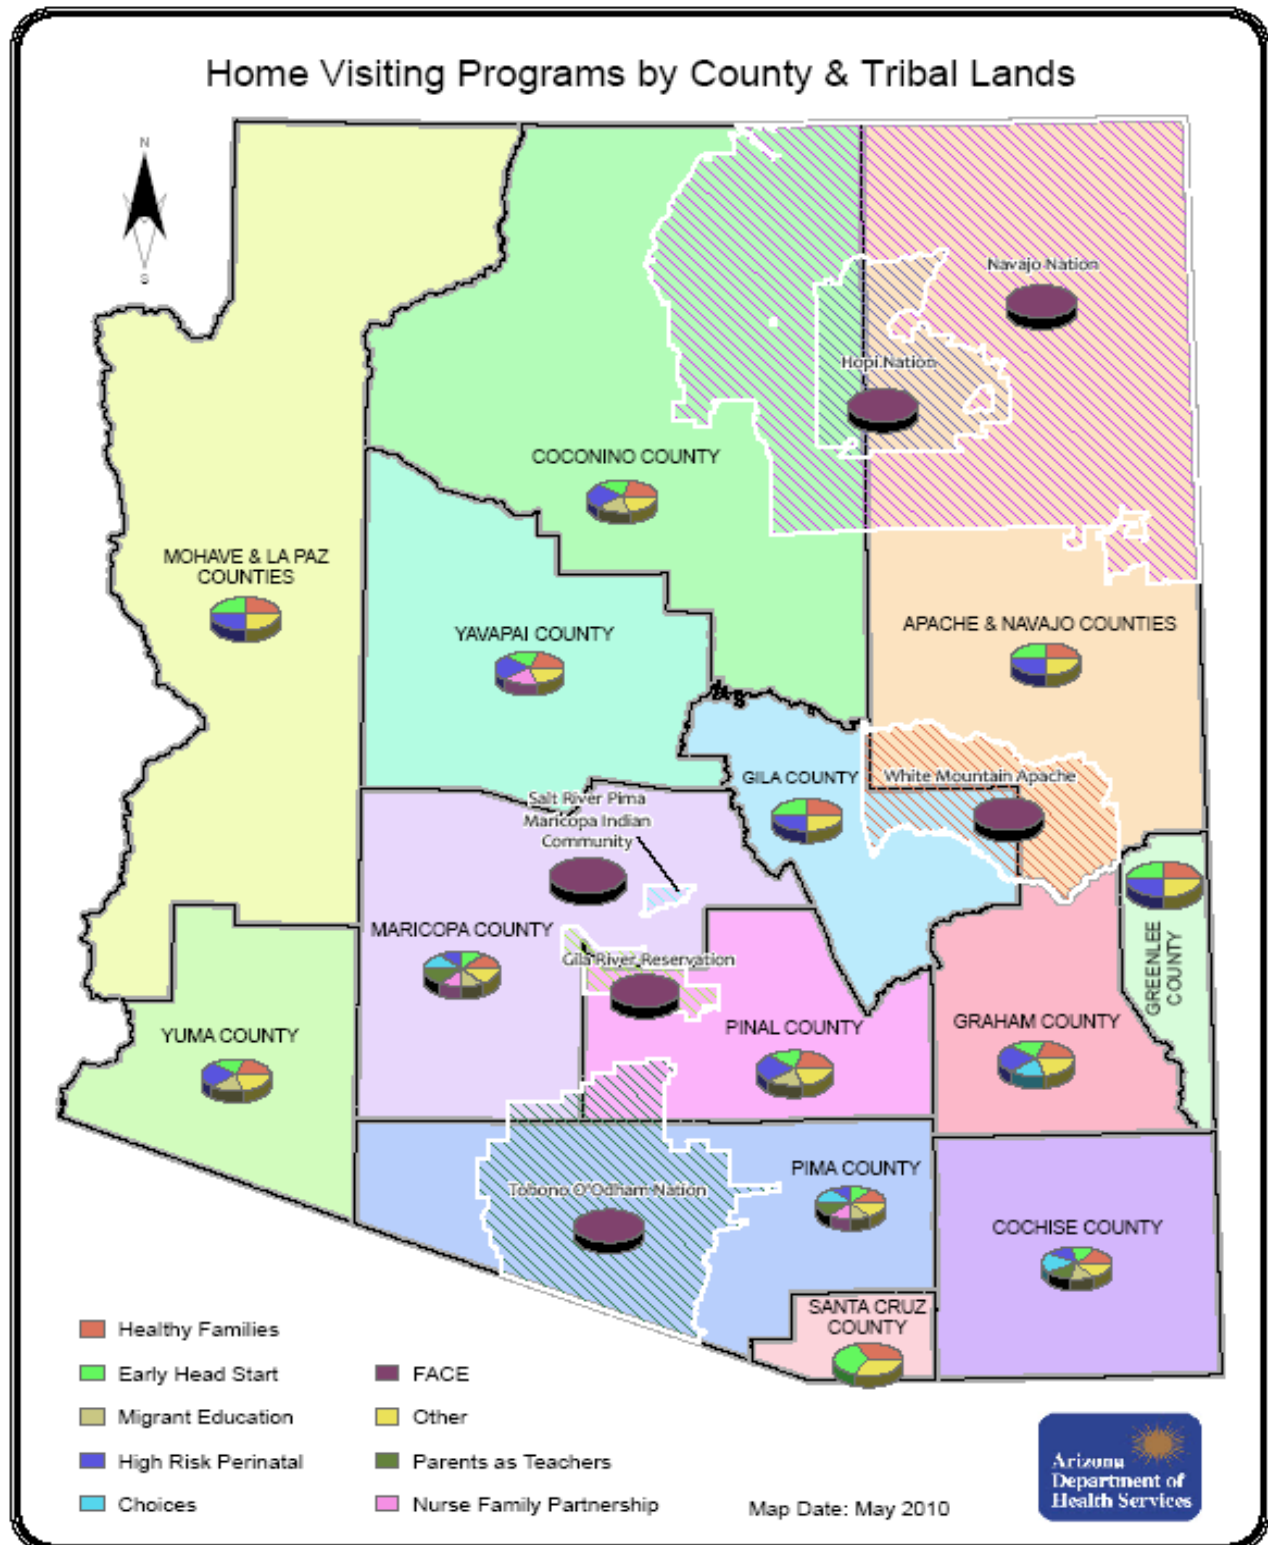 Home Visiting Programs by County & Tribal Lands
N
S
Navajo Nation
Hopi Nation
COCONINO COUNTY
MOHAVE & LA PAZ
COUNTIES
YAVAPAI COUNTY
APACHE & NAVAJO COUNTIES
GILA COUNTY
White Mountain Apache
Salt River Pima
Maricopa Indian
Community
MARICOPA COUNTY
Gila River Reservation
GREENLEE
COUNTY
YUMA COUNTY
PINAL COUNTY
GRAHAM COUNTY
PIMA COUNTY
Tohono O'Odham Nation
COCHISE COUNTY
SANTA CRUZ
COUNTY
Healthy Families
Early Head Start
Migrant Education
High Risk Perinatal
Choices
FACE
Other
Parents as Teachers
Nurse Family Partnership
Map Date: May 2010
Arizona
Department of
Health Services